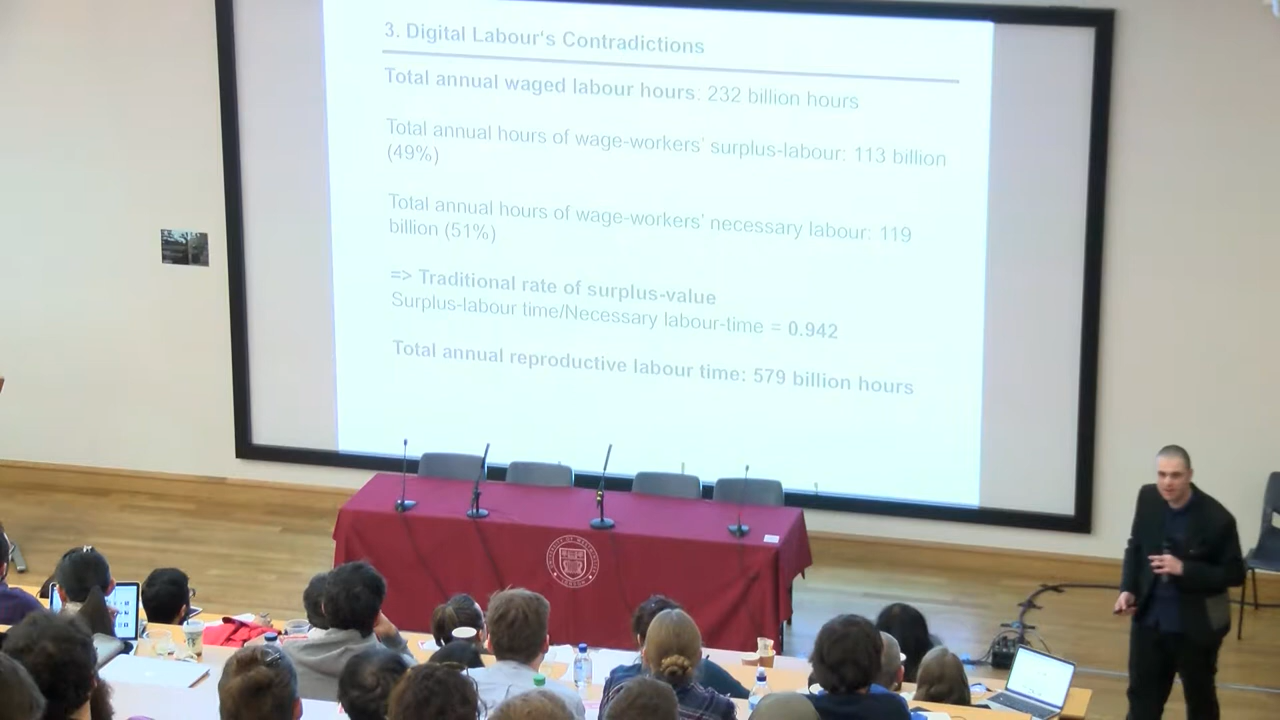 3. Digital Labour's Contradictions
Total annual waged labour hours: 232 billion hours
Total annual hours of wage-workers' surplus-labour: 113 billion
(49%)
Total annual hours of wage-workers' necessary labour: 119
billion (51%)
=> Traditional rate of surplus-value
Surplus-labour time/Necessary labour-time = 0.942
Total annual reproductive labour time: 579 billion hours